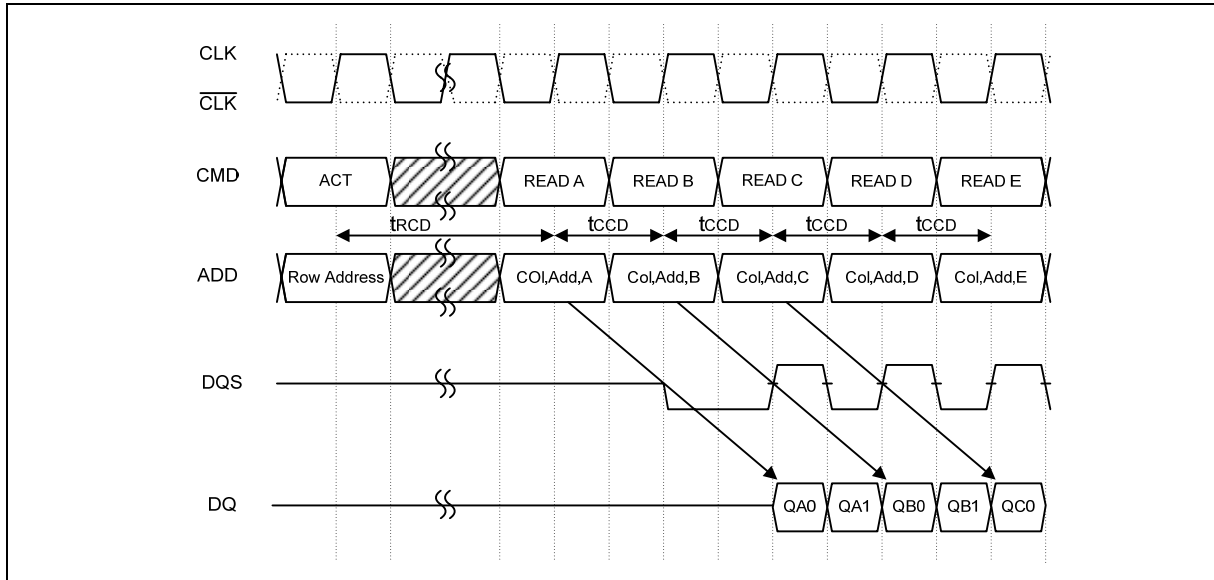 CLK
CLK
CMD
ACT
READ A
READ B
READ C
READ D
READ E
tRCD
tCCD
tCCD
tCCD
tCCD
ADD
Row Address
COl,Add,A
Col,Add,B
Col,Add,C
Col,Add,D
Col,Add,E
DQS
DQ
QA0
QA1
QB0
QB1
QC0